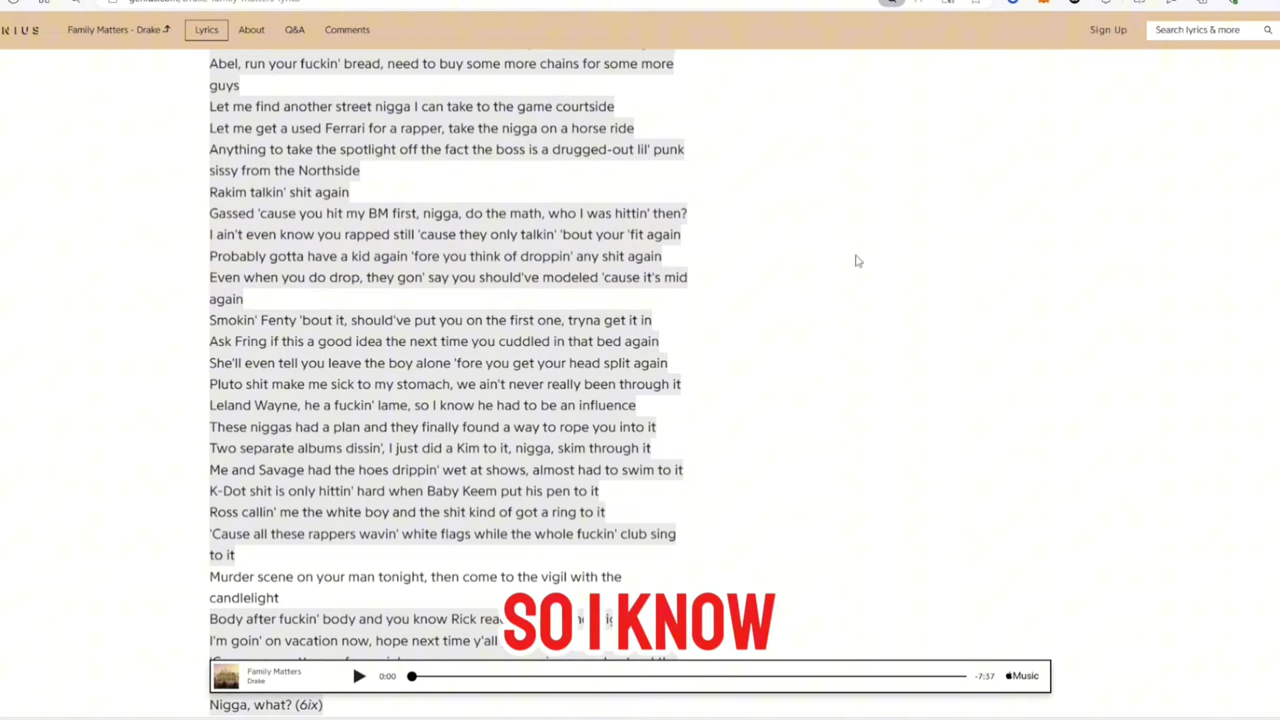 genius.com/Drake-family-matters-lyrics
NIUS
Family Matters - Drake
Lyrics
About
Q&A
Comments
Sign Up
Search lyrics & more
Abel, run your fuckin' bread, need to buy some more chains for some more
guys
Let me find another street nigga I can take to the game courtside
Let me get a used Ferrari for a rapper, take the nigga on a horse ride
Anything to take the spotlight off the fact the boss is a drugged-out lil' punk
sissy from the Northside
Rakim talkin' shit again
Gassed 'cause you hit my BM first, nigga, do the math, who I was hittin' then?
I ain't even know you rapped still 'cause they only talkin' 'bout your 'fit again
Probably gotta have a kid again 'fore you think of droppin' any shit again
Even when you do drop, they gon' say you should've modeled 'cause it's mid
again
Smokin' Fenty 'bout it, should've put you on the first one, tryna get it in
Ask Fring if this a good idea the next time you cuddled in that bed again
She'll even tell you leave the boy alone 'fore you get your head split again
Pluto shit make me sick to my stomach, we ain't never really been through it
Leland Wayne, he a fuckin' lame, so I know he had to be an influence
These niggas had a plan and they finally found a way to rope you into it
Two separate albums dissin', I just did a Kim to it, nigga, skim through it
Me and Savage had the hoes drippin' wet at shows, almost had to swim to it
K-Dot shit is only hittin' hard when Baby Keem put his pen to it
Ross callin' me the white boy and the shit kind of got a ring to it
'Cause all these rappers wavin' white flags while the whole fuckin' club sing
to it
Murder scene on your man tonight, then come to the vigil with the
candlelight
Body after fuckin' body and you know Rick rea
SO I KNOW
I'm goin' on vacation now, hope next time y'all
Family Matters
Drake
0:00
-7:37
Music
Nigga, what? (6ix)